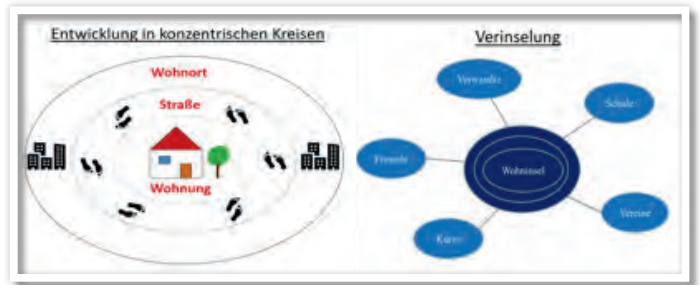 Entwicklung in konzentrischen Kreisen
Wohnort
Straße
Wohnung
Verinselung
Verwandte
Schule
Freunde
Wohninsel
Vereine
Kurse